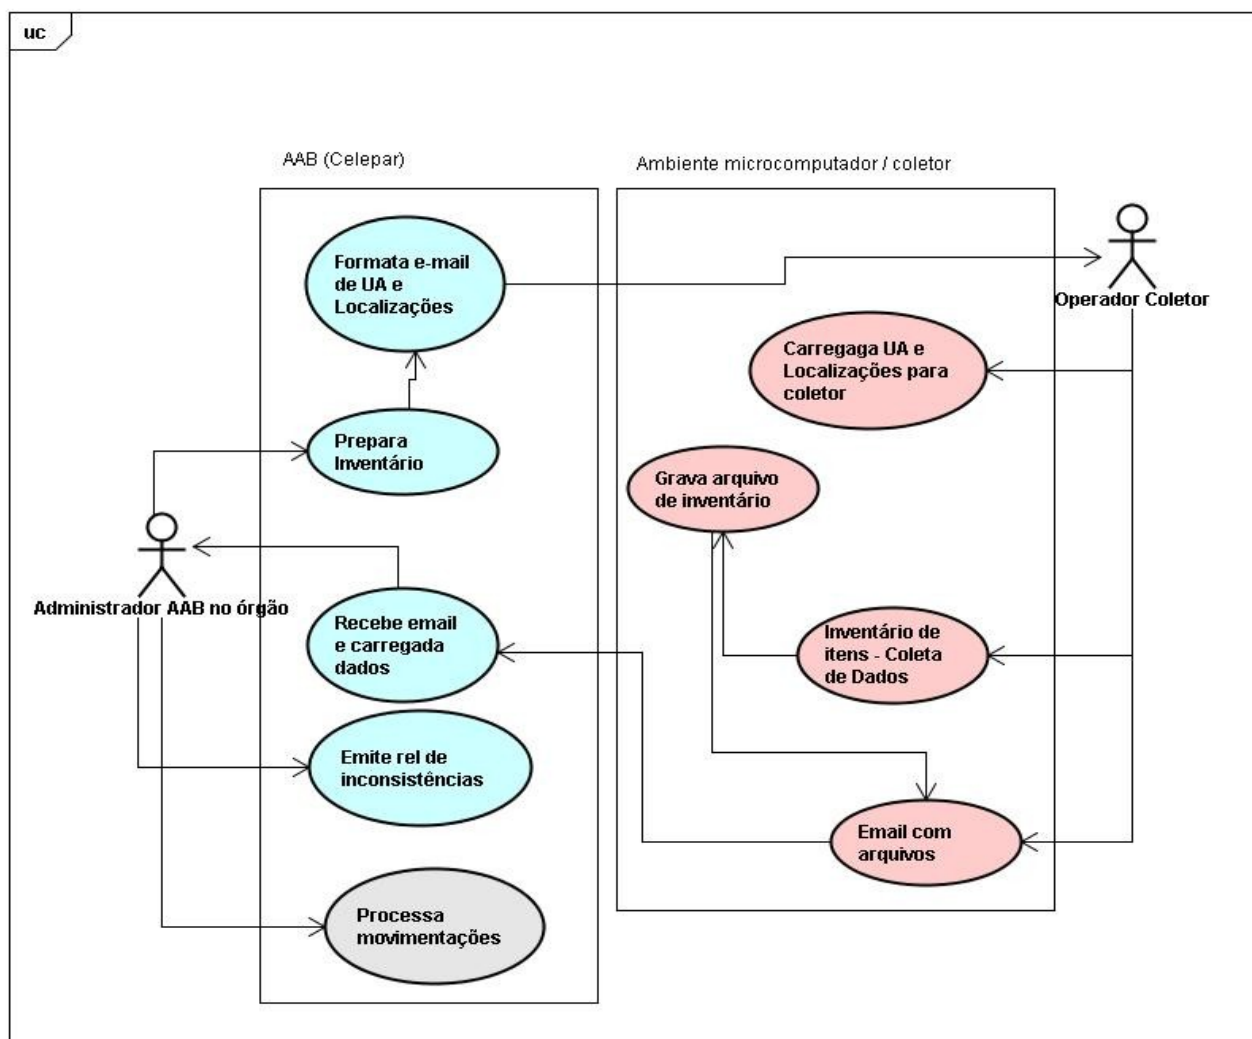 uc
AAB (Celepar)
Ambiente microcomputador / coletor
Formata e-mail
de UA e
Localizações
Operador Coletor
Carregaga UA e
Localizações para
coletor
Prepara
Inventário
Grava arquivo
de inventário
Administrador AAB no órgão
Recebe email
e carregada
dados
Inventário de
itens - Coleta
de Dados
Emite rel de
inconsistências
Email com
arquivos
Processa
movimentações